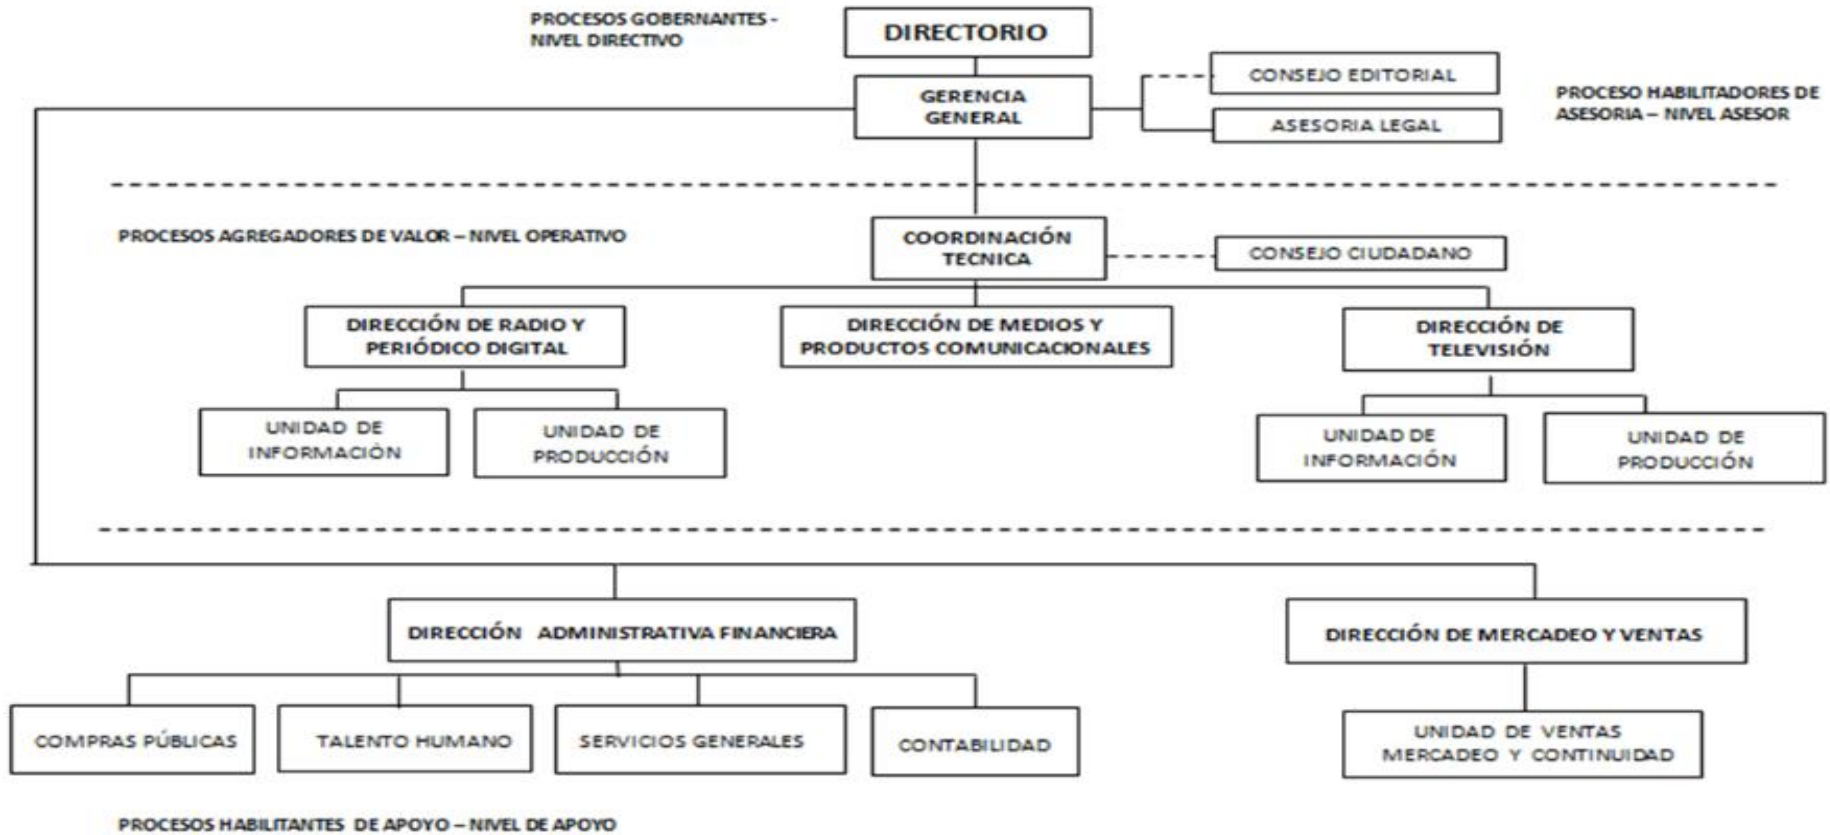 PROCESOS GOBERNANTES -
NIVEL DIRECTIVO
DIRECTORIO
GERENCIA
GENERAL
CONSEJO EDITORIAL
ASESORIA LEGAL
PROCESO HABILITADORES DE
ASESORIA – NIVEL ASESOR
PROCESOS AGREGADORES DE VALOR – NIVEL OPERATIVO
COORDINACIÓN
TECNICA
CONSEJO CIUDADANO
DIRECCIÓN DE RADIO Y
PERIÓDICO DIGITAL
DIRECCIÓN DE MEDIOS Y
PRODUCTOS COMUNICACIONALES
DIRECCIÓN DE
TELEVISIÓN
UNIDAD DE
INFORMACIÓN
UNIDAD DE
PRODUCCIÓN
UNIDAD DE
INFORMACIÓN
UNIDAD DE
PRODUCCIÓN
DIRECCIÓN ADMINISTRATIVA FINANCIERA
DIRECCIÓN DE MERCADEO Y VENTAS
COMPRAS PÚBLICAS
TALENTO HUMANO
SERVICIOS GENERALES
CONTABILIDAD
UNIDAD DE VENTAS
MERCADEO Y CONTINUIDAD
PROCESOS HABILITANTES DE APOYO – NIVEL DE APOYO